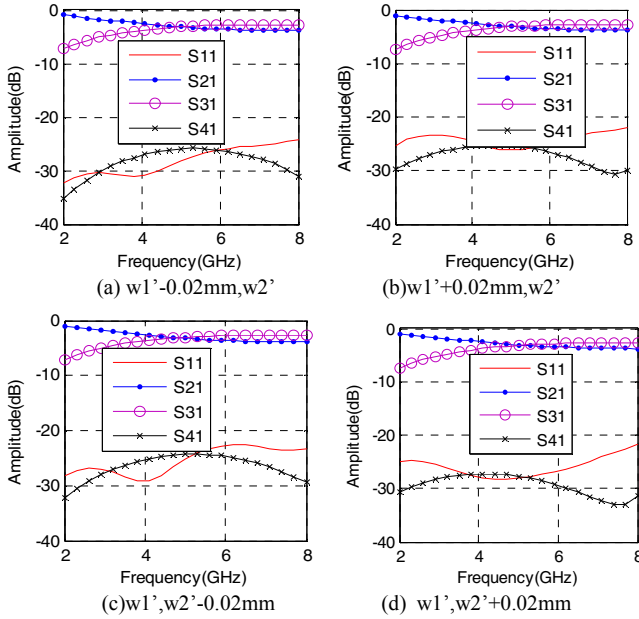 0
-10
-20
-30
-40
Amplitude(dB)
S11
S21
S31
S41
2 4 6 8
Frequency(GHz)
(a) w1’-0.02mm,w2’
0
-10
-20
-30
-40
Amplitude(dB)
S11
S21
S31
S41
2 4 6 8
Frequency(GHz)
(b)w1’+0.02mm,w2’
0
-10
-20
-30
-40
Amplitude(dB)
S11
S21
S31
S41
2 4 6 8
Frequency(GHz)
(c)w1’,w2’-0.02mm
0
-10
-20
-30
-40
Amplitude(dB)
S11
S21
S31
S41
2 4 6 8
Frequency(GHz)
(d) w1’,w2’+0.02mm